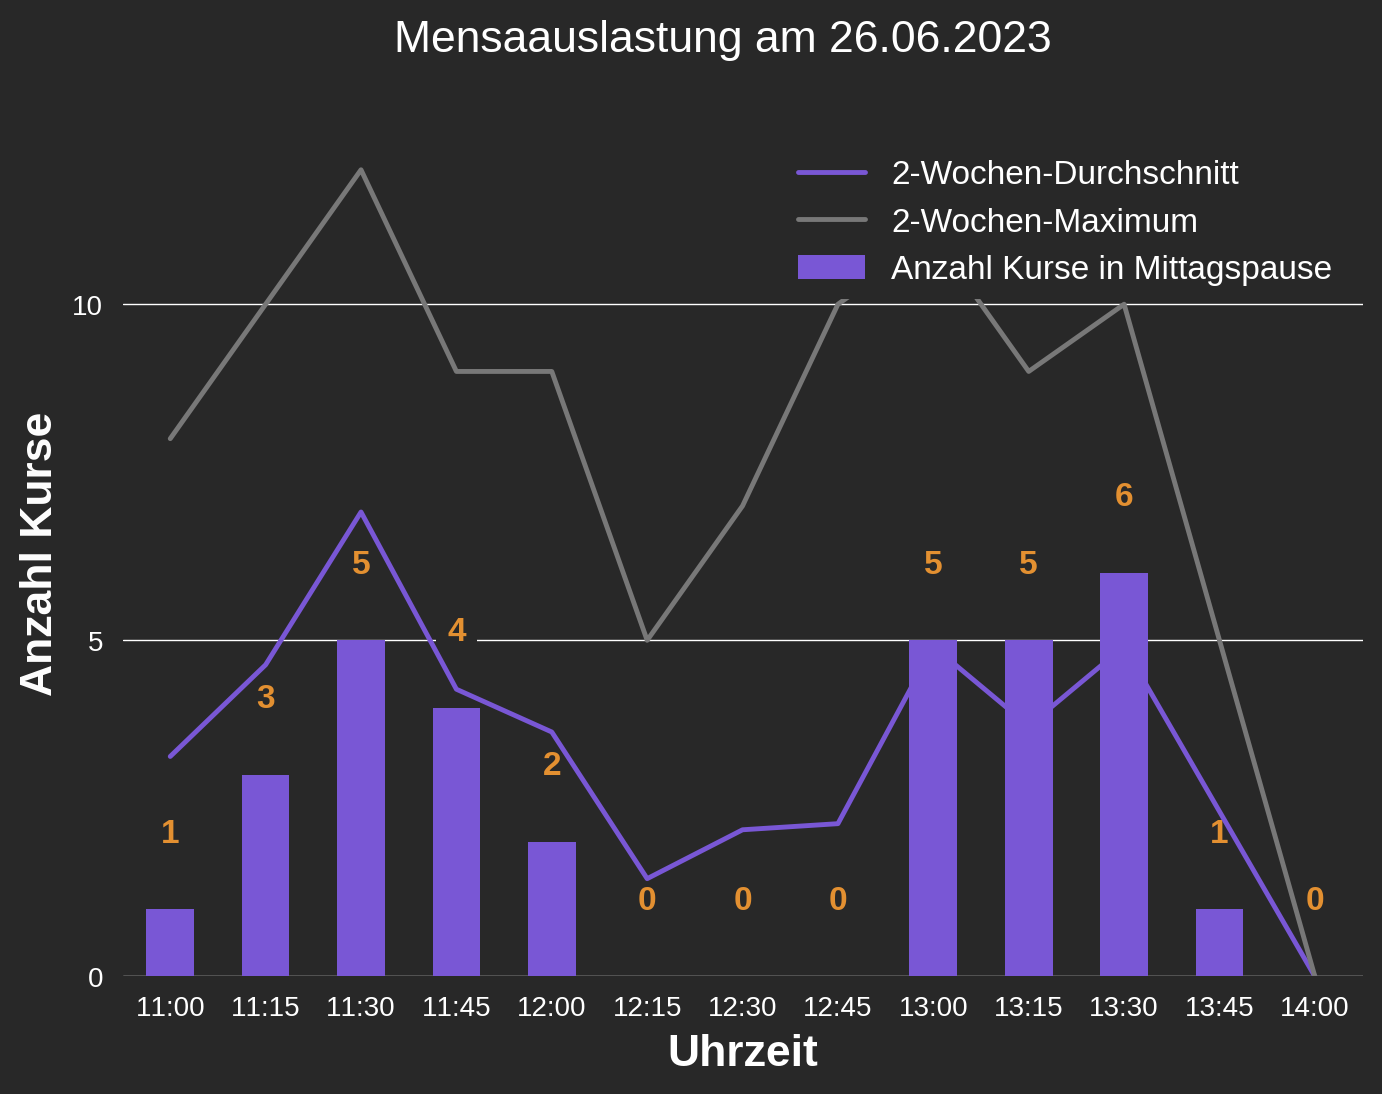 Mensaauslastung am 26.06.2023
2-Wochen-Durchschnitt
2-Wochen-Maximum
Anzahl Kurse in Mittagspause
Anzahl Kurse
10
5
0
1
3
5
4
2
0
0
0
5
5
6
1
0
11:00 11:15 11:30 11:45 12:00 12:15 12:30 12:45 13:00 13:15 13:30 13:45 14:00
Uhrzeit